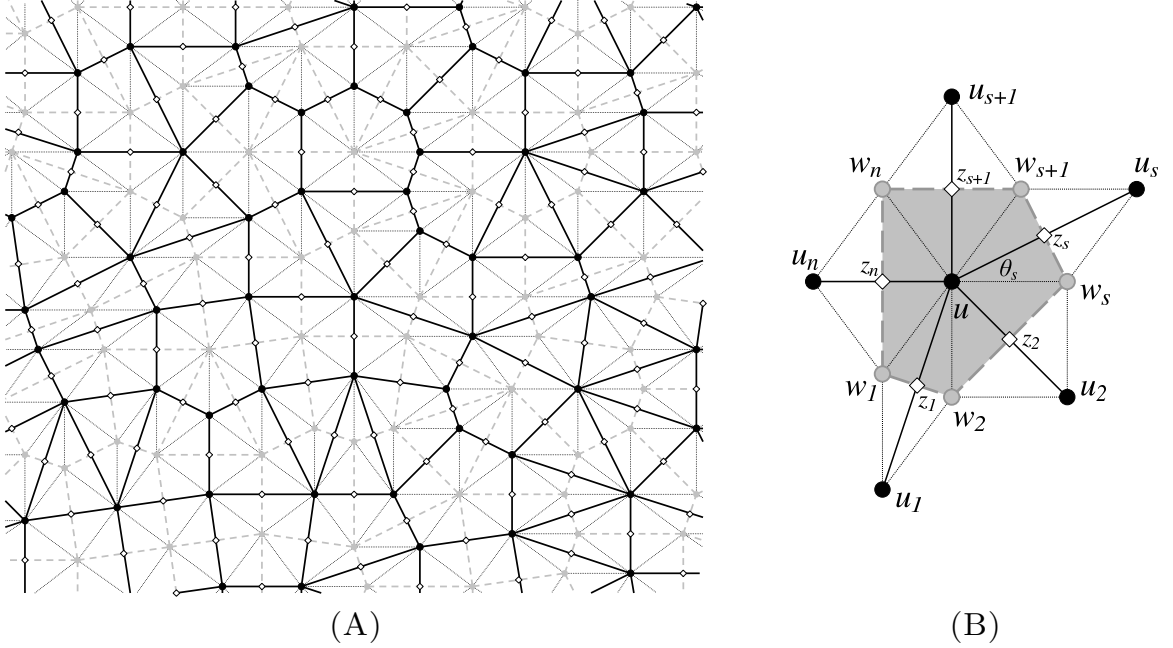 u_{s+1}
w_n
z_{s+1}
w_{s+1}
u_s
z_s
u_n
z_n
θ_s
u
w_s
z_2
w_1
z_1
w_2
u_2
u_1
(A)
(B)